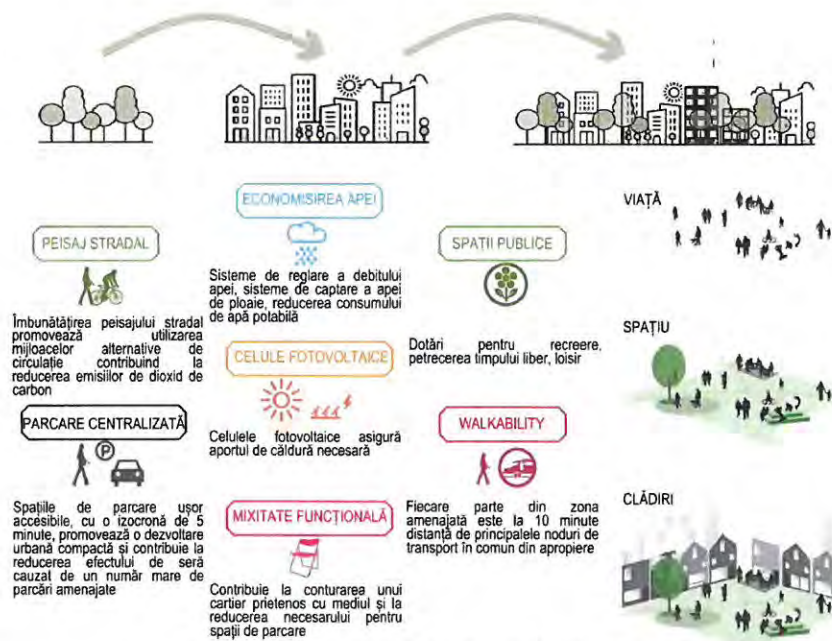 PEISAJ STRADAL
Îmbunătățirea peisajului stradal
promovează utilizarea
mijloacelor alternative de
circulație contribuind la
reducerea emisiilor de dioxid de
carbon
PARCARE CENTRALIZATĂ
P
Spațiile de parcare ușor
accesibile, cu o izocronă de 5
minute, promovează o dezvoltare
urbană compactă și contribuie la
reducerea efectului de seră
cauzat de un număr mare de
parcări amenajate
ECONOMISIREA APEI
Sisteme de reglare a debitului
apei, sisteme de captare a apei
de ploaie, reducerea consumului
de apă potabilă
CELULE FOTOVOLTAICE
Celulele fotovoltaice asigură
aportul de căldură necesară
MIXITATE FUNCȚIONALĂ
Contribuie la conturarea unui
cartier prietenos cu mediul și la
reducerea necesarului pentru
spații de parcare
SPAȚII PUBLICE
Dotări pentru recreere,
petrecerea timpului liber, loisir
WALKABILITY
Fiecare parte din zona
amenajată este la 10 minute
distanță de principalele noduri de
transport în comun din apropiere
VIAȚĂ
SPAȚIU
CLĂDIRI